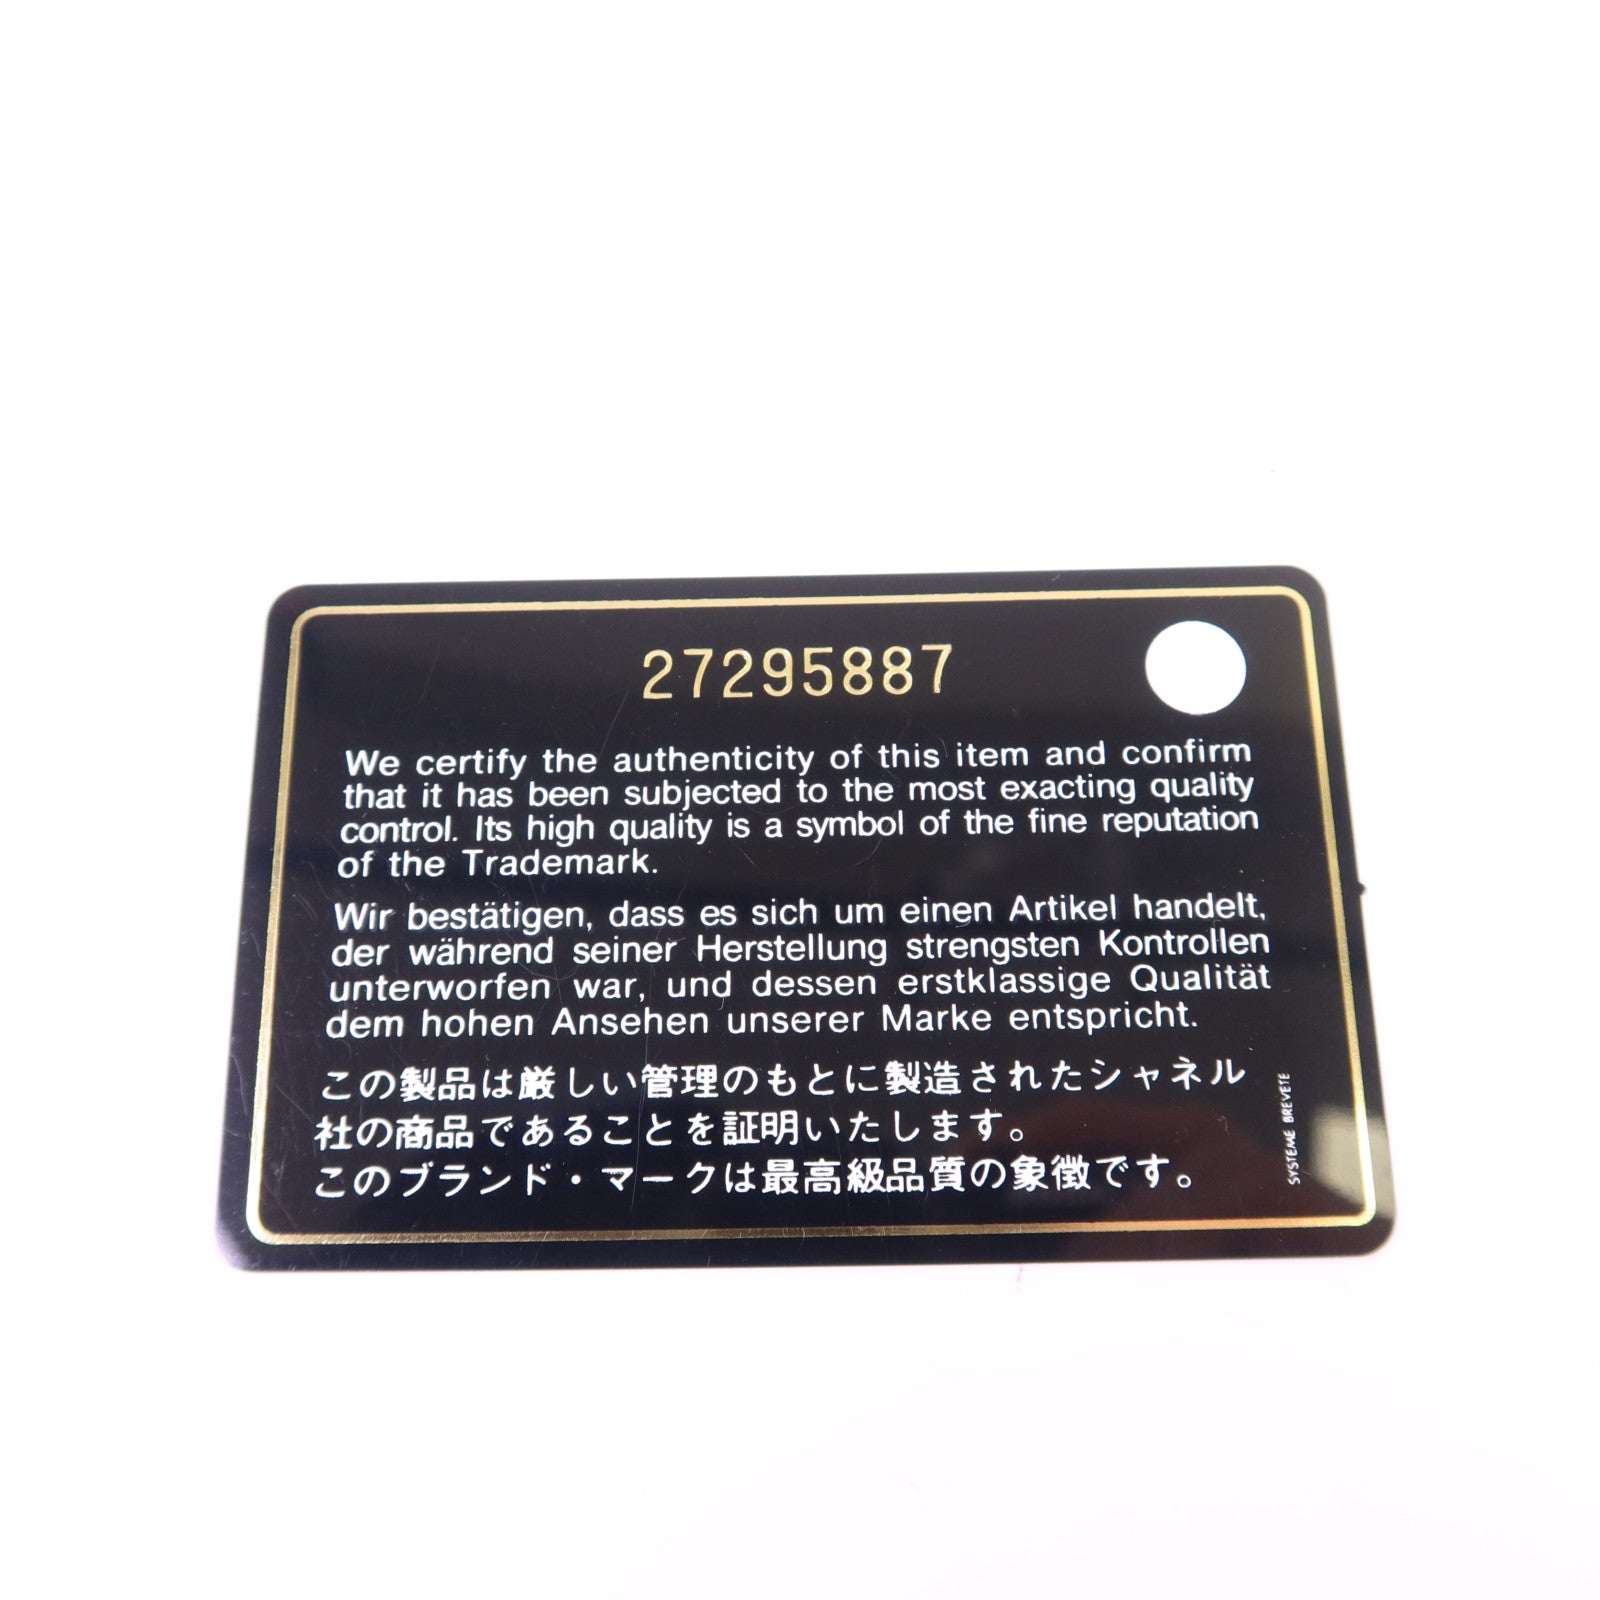 27295887
We certify the authenticity of this item and confirm
that it has been subjected to the most exacting quality
control. Its high quality is a symbol of the fine reputation
of the Trademark.
Wir bestätigen, dass es sich um einen Artikel handelt,
der während seiner Herstellung strengsten Kontrollen
unterworfen war, und dessen erstklassige Qualität
dem hohen Ansehen unserer Marke entspricht.
この製品は厳しい管理のもとに製造されたシャネル
社の商品であることを証明いたします。
このブランド・マークは最高級品質の象徴です。
SYSTEME BREVETE